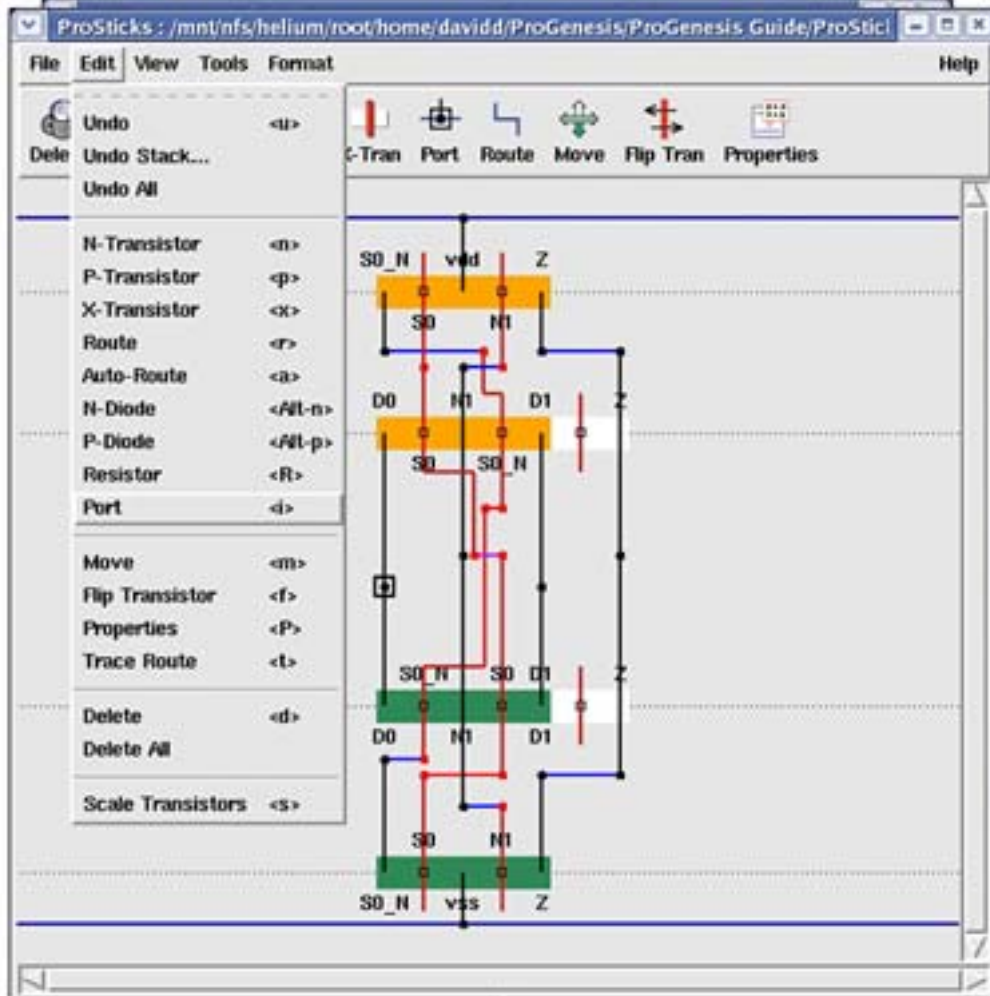 ProSticks : /mnt/nfs/helium/root/home/davidd/ProGenesis/ProGenesis Guide/ProSticl
File Edit View Tools Format Help
Dele X-Tran Port Route Move Flip Tran Properties
Undo <u>
Undo Stack...
Undo All
N-Transistor <n>
P-Transistor <p>
X-Transistor <x>
Route <r>
Auto-Route <a>
N-Diode <Alt-n>
P-Diode <Alt-p>
Resistor <R>
Port <i>
Move <m>
Flip Transistor <f>
Properties <P>
Trace Route <t>
Delete <d>
Delete All
Scale Transistors <s>
S0_N vdd Z
S0 N1
D0 N1 D1 Z
S0 S0_N
S0_N S0 D1 Z
D0 N1 D1
S0 N1
S0_N vss Z